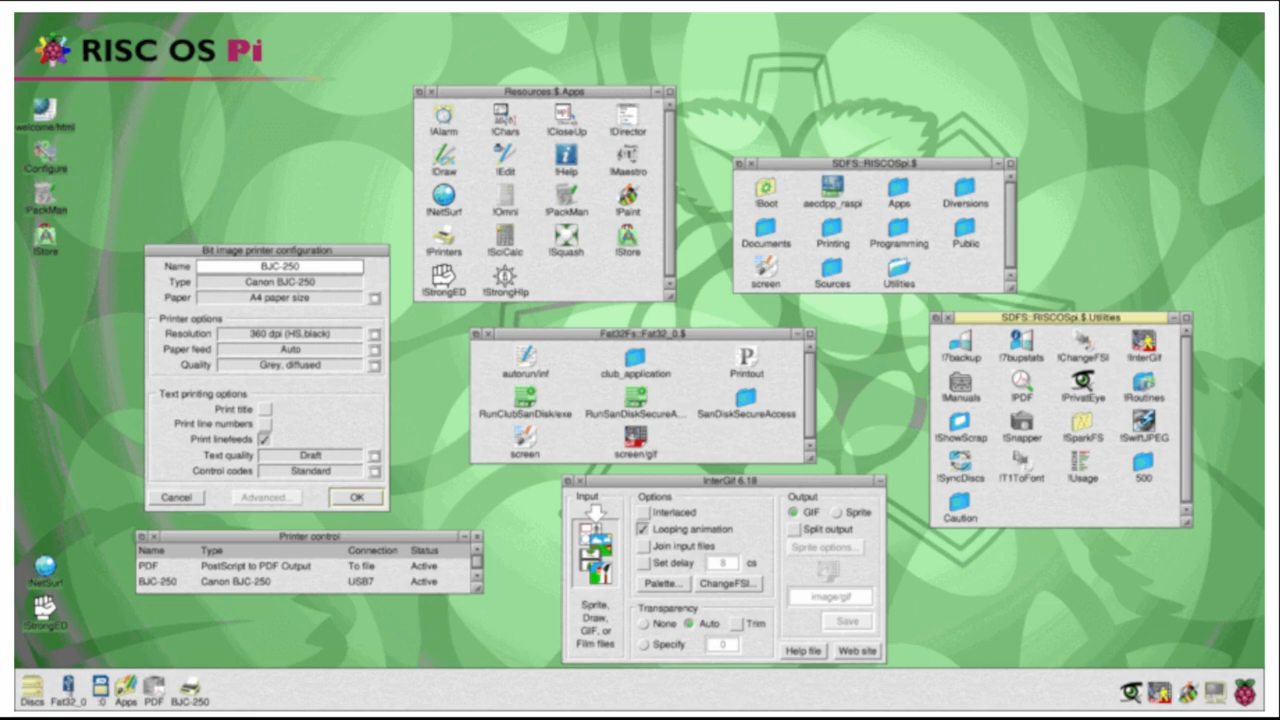 RISC OS Pi
welcome/html
!Configure
!PackMan
!Store
Resources:$.Apps
!Alarm !Chars !CloseUp !Director
!Draw !Edit !Help !Maestro
!NetSurf !Omni !PackMan !Paint
!Printers !SciCalc !Squash !Store
!StrongED !StrongHlp
SDFS::RISCOSpi.$
!Boot aecdpp_raspi Apps Diversions
Documents Printing Programming Public
screen Sources Utilities
Bit image printer configuration
Name BJC-250
Type Canon BJC-250
Paper A4 paper size
Printer options
Resolution 360 dpi (HS,black)
Paper feed Auto
Quality Grey, diffused
Text printing options
Print title
Print line numbers
Print linefeeds
Text quality Draft
Control codes Standard
Cancel Advanced... OK
Fat32Fs::Fat32_0.$
autorun/inf club_application Printout
RunClubSanDisk/exe RunSanDiskSecureA... SanDiskSecureAccess
screen screen/gif
SDFS::RISCOSpi.$.Utilities
!7backup !7bupstats !ChangeFSI !InterGif
!Manuals !PDF !PrivateEye !Routines
!ShowScrap !Snapper !SparkFS !SwiftJPEG
!SyncDiscs !T1ToFont !Usage 500
Caution
Printer control
Name Type Connection Status
PDF PostScript to PDF Output To file Active
BJC-250 Canon BJC-250 USB7 Active
InterGif 6.18
Input
Sprite,
Draw,
GIF, or
Film files
Options
Interlaced
Looping animation
Join input files
Set delay 8 cs
Palette... ChangeFSI...
Transparency
None Auto Trim
Specify 0
Output
GIF Sprite
Split output
Sprite options...
image/gif
Save
Help file Web site
!NetSurf
!StrongED
Discs Fat32_0 :0 Apps PDF BJC-250